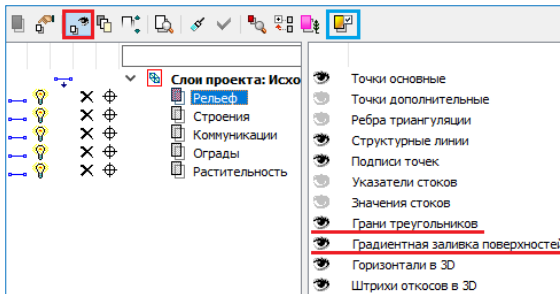 Слои проекта: Исхо
Рельеф
Строения
Коммуникации
Ограды
Растительность
Точки основные
Точки дополнительные
Ребра триангуляции
Структурные линии
Подписи точек
Указатели стоков
Значения стоков
Грани треугольников
Градиентная заливка поверхностей
Горизонтали в 3D
Штрихи откосов в 3D